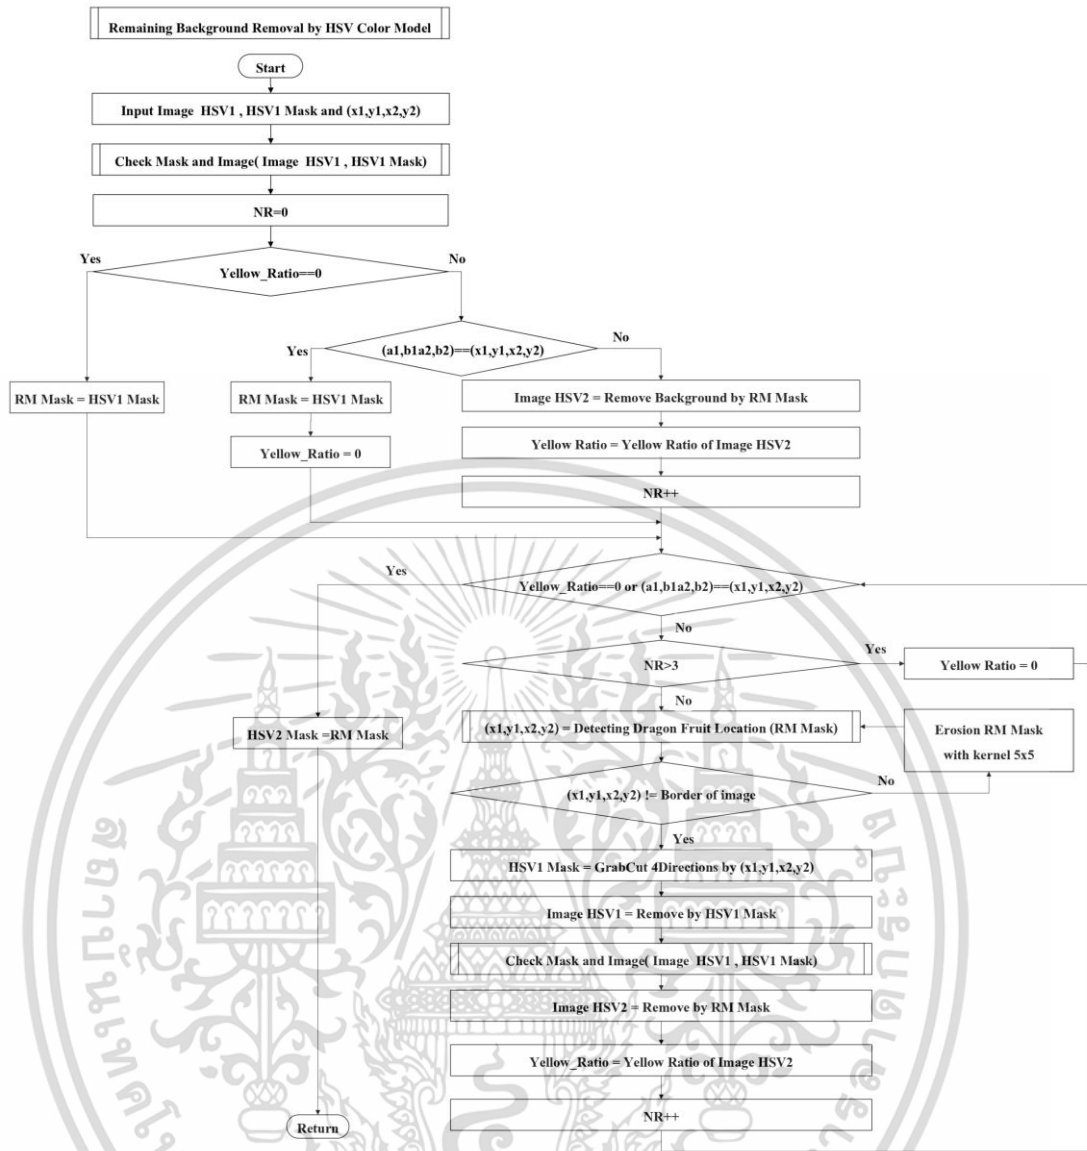 Remaining Background Removal by HSV Color Model
Start
Input Image HSV1 , HSV1 Mask and (x1,y1,x2,y2)
Check Mask and Image( Image HSV1 , HSV1 Mask)
NR=0
Yes
No
Yellow_Ratio==0
Yes
No
(a1,b1a2,b2)==(x1,y1,x2,y2)
RM Mask = HSV1 Mask
RM Mask = HSV1 Mask
Image HSV2 = Remove Background by RM Mask
Yellow_Ratio = 0
Yellow Ratio = Yellow Ratio of Image HSV2
NR++
Yes
Yellow_Ratio==0 or (a1,b1a2,b2)==(x1,y1,x2,y2)
No
NR>3
Yes
Yellow Ratio = 0
No
HSV2 Mask =RM Mask
(x1,y1,x2,y2) = Detecting Dragon Fruit Location (RM Mask)
Erosion RM Mask
with kernel 5x5
(x1,y1,x2,y2) != Border of image
No
Yes
HSV1 Mask = GrabCut 4Directions by (x1,y1,x2,y2)
Image HSV1 = Remove by HSV1 Mask
Check Mask and Image( Image HSV1 , HSV1 Mask)
Image HSV2 = Remove by RM Mask
Yellow_Ratio = Yellow Ratio of Image HSV2
NR++
Return